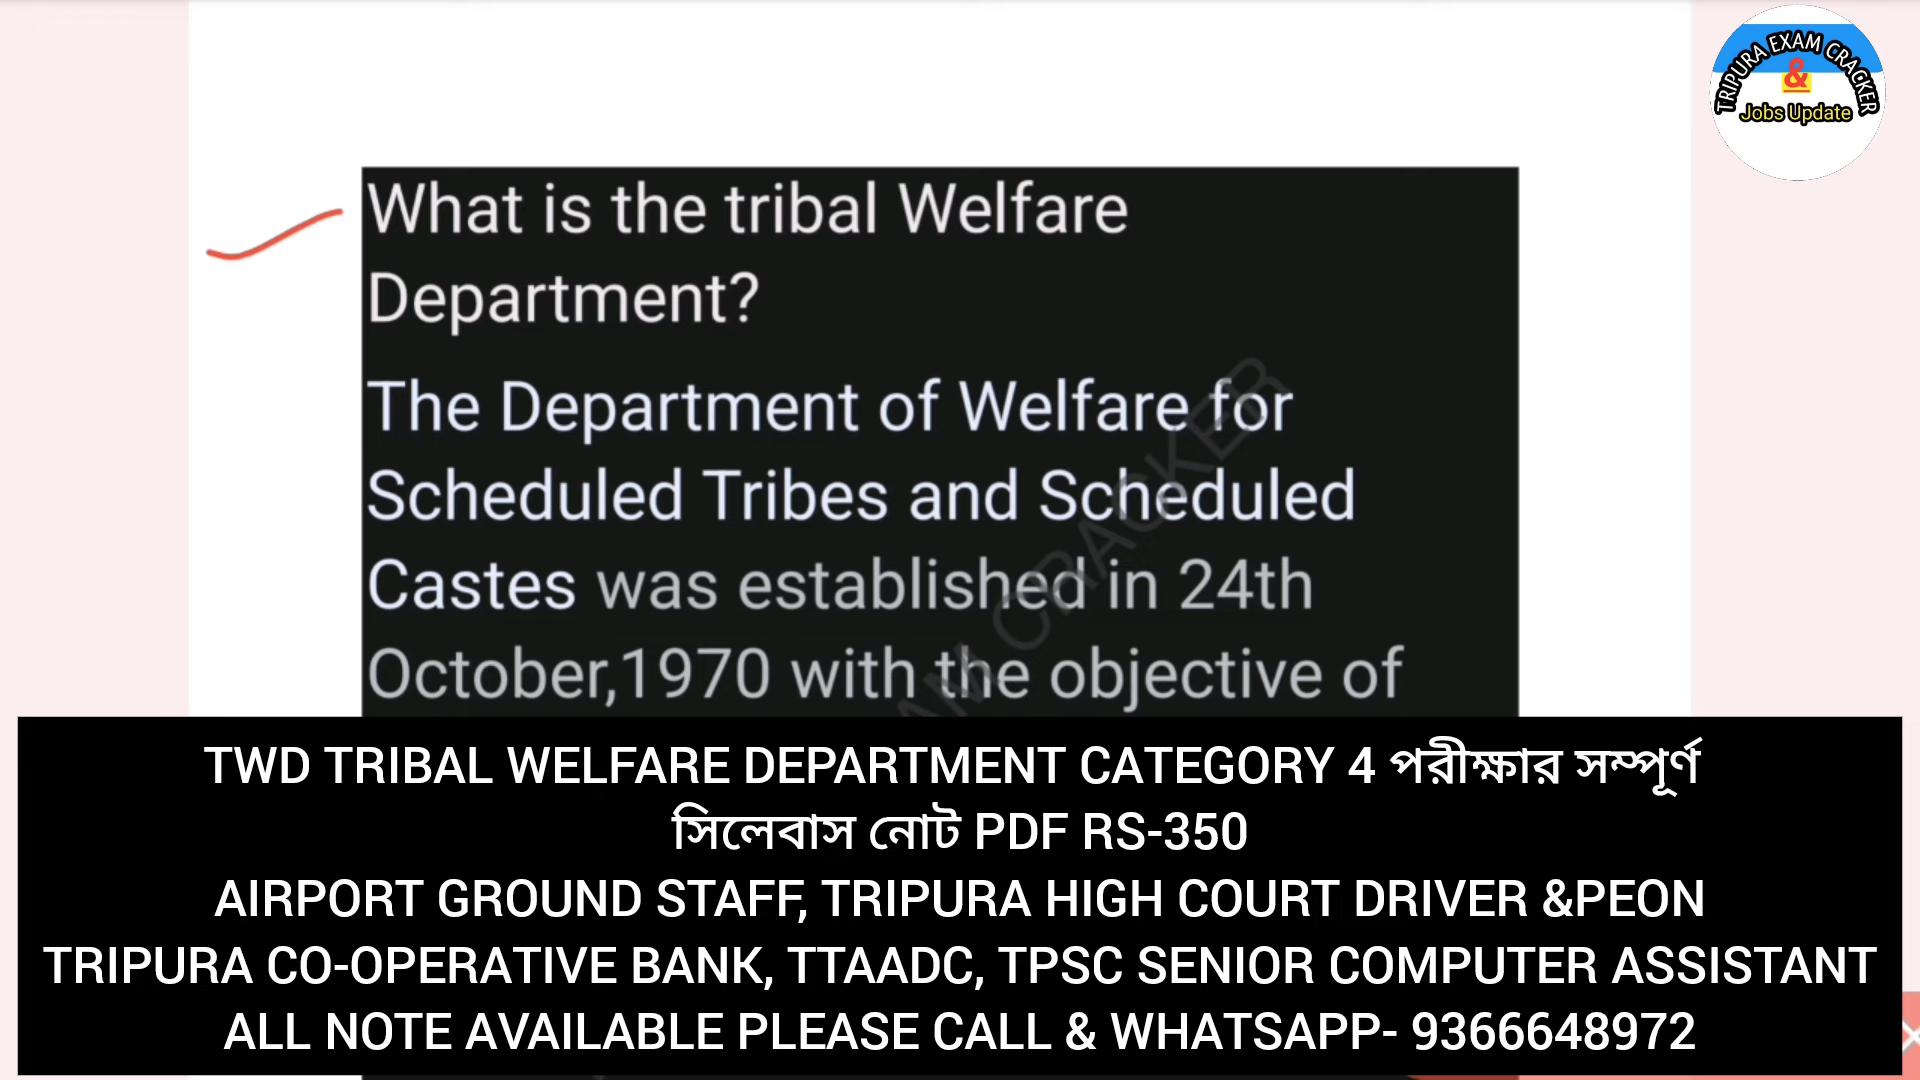 TRIPURA EXAM CRACKER
&
Jobs Update
What is the tribal Welfare
Department?
The Department of Welfare for
Scheduled Tribes and Scheduled
Castes was established in 24th
October,1970 with the objective of
AM CRACKER
TWD TRIBAL WELFARE DEPARTMENT CATEGORY 4 পরীক্ষার সম্পূর্ণ
সিলেবাস নোট PDF RS-350
AIRPORT GROUND STAFF, TRIPURA HIGH COURT DRIVER &PEON
TRIPURA CO-OPERATIVE BANK, TTAADC, TPSC SENIOR COMPUTER ASSISTANT
ALL NOTE AVAILABLE PLEASE CALL & WHATSAPP- 9366648972